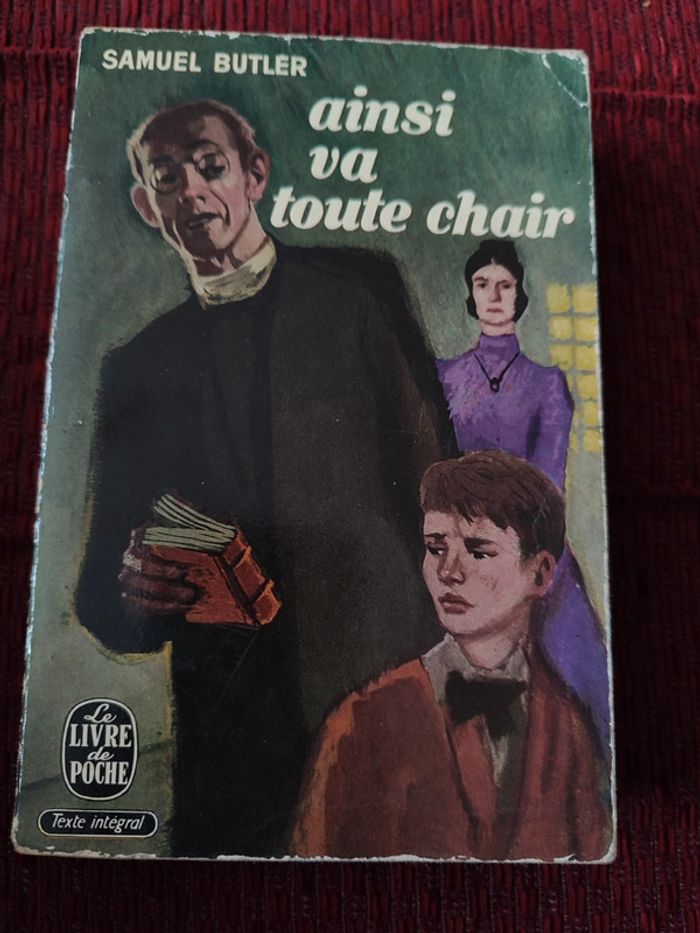 SAMUEL BUTLER
ainsi
va
toute chair
Le
LIVRE
de
POCHE
Texte intégral